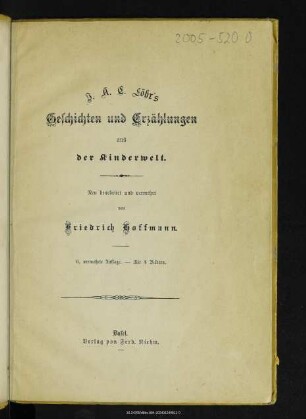 2005-520 D
J. A. C. Löhr's
Geschichten und Erzählungen
aus
der Kinderwelt.
Neu bearbeitet und vermehrt
von
Friedrich Hoffmann.
6. vermehrte Auflage. — Mit 8 Bildern.
Basel.
Verlag von Ferd. Riehm.